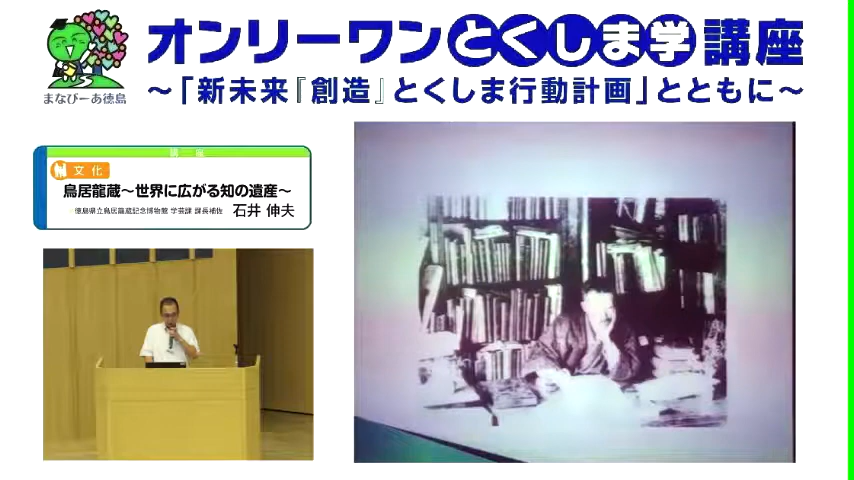 オンリーワンとくしま学講座
～「新未来『創造』とくしま行動計画」とともに～
まなびーあ徳島
講座
文化
鳥居龍蔵～世界に広がる知の遺産～
徳島県立鳥居龍蔵記念博物館 学芸課 課長補佐 石井 伸夫